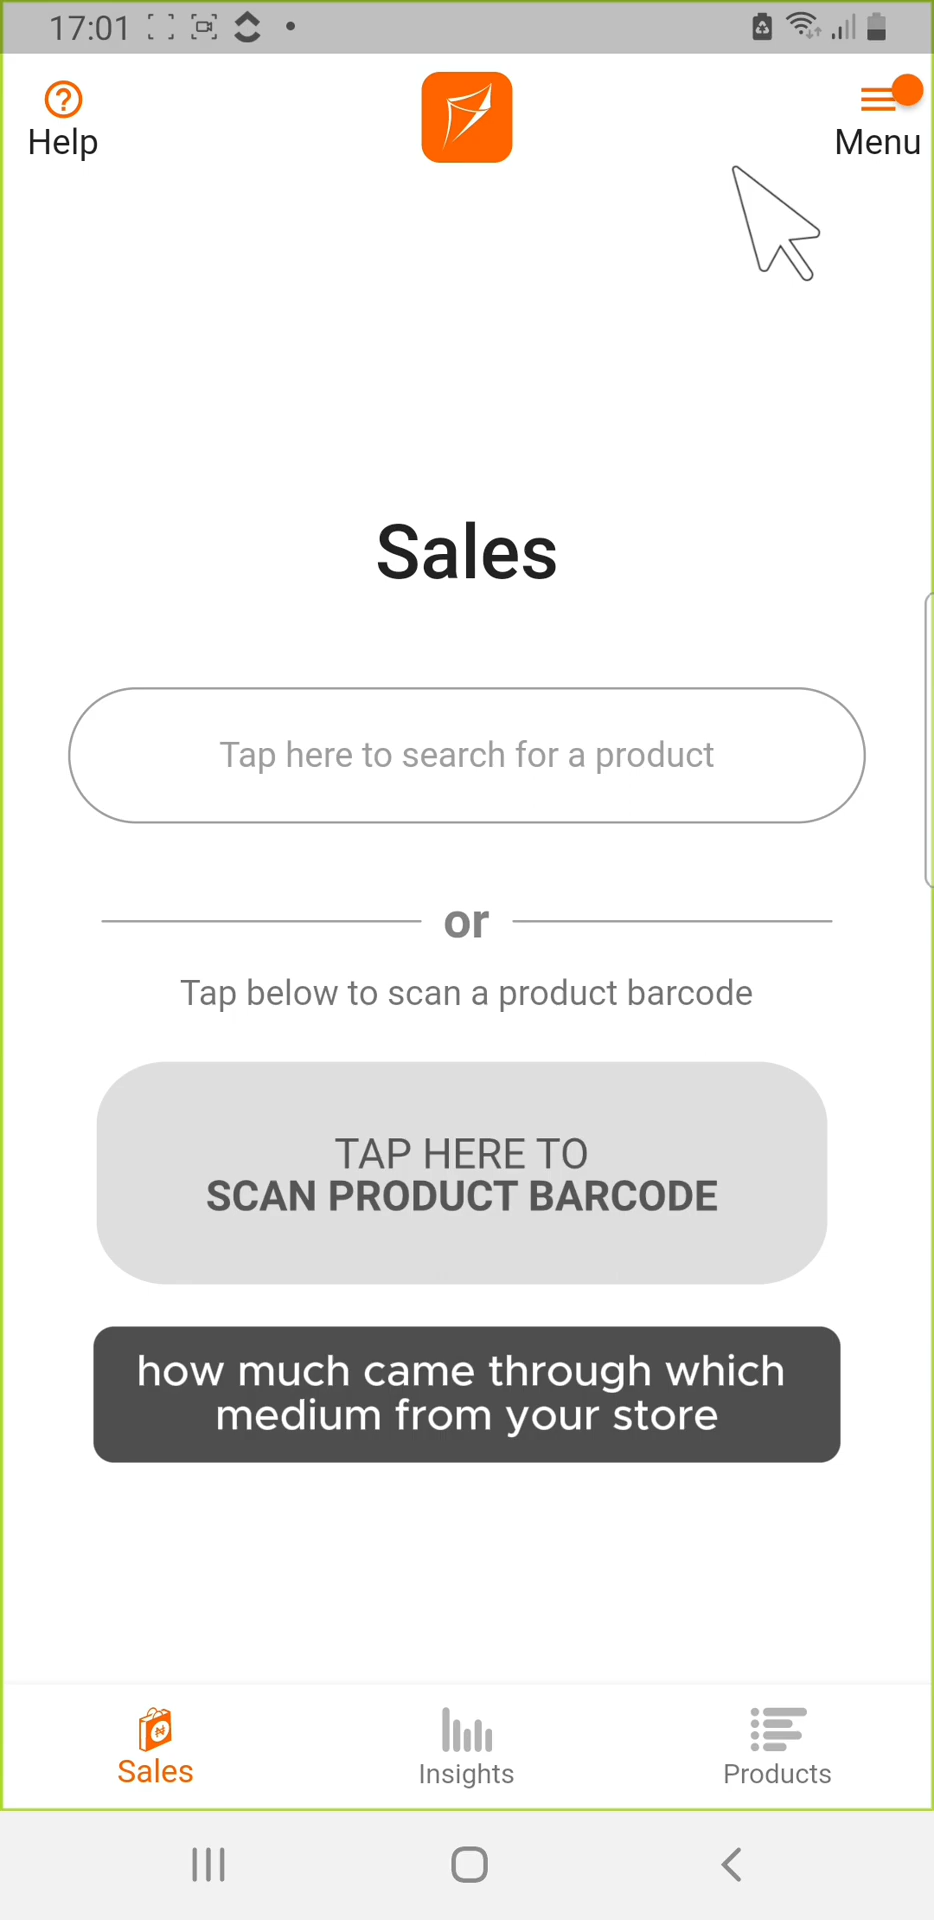 17:01
Help
Menu
Sales
Tap here to search for a product
or
Tap below to scan a product barcode
TAP HERE TO
SCAN PRODUCT BARCODE
how much came through which
medium from your store
Sales
Insights
Products